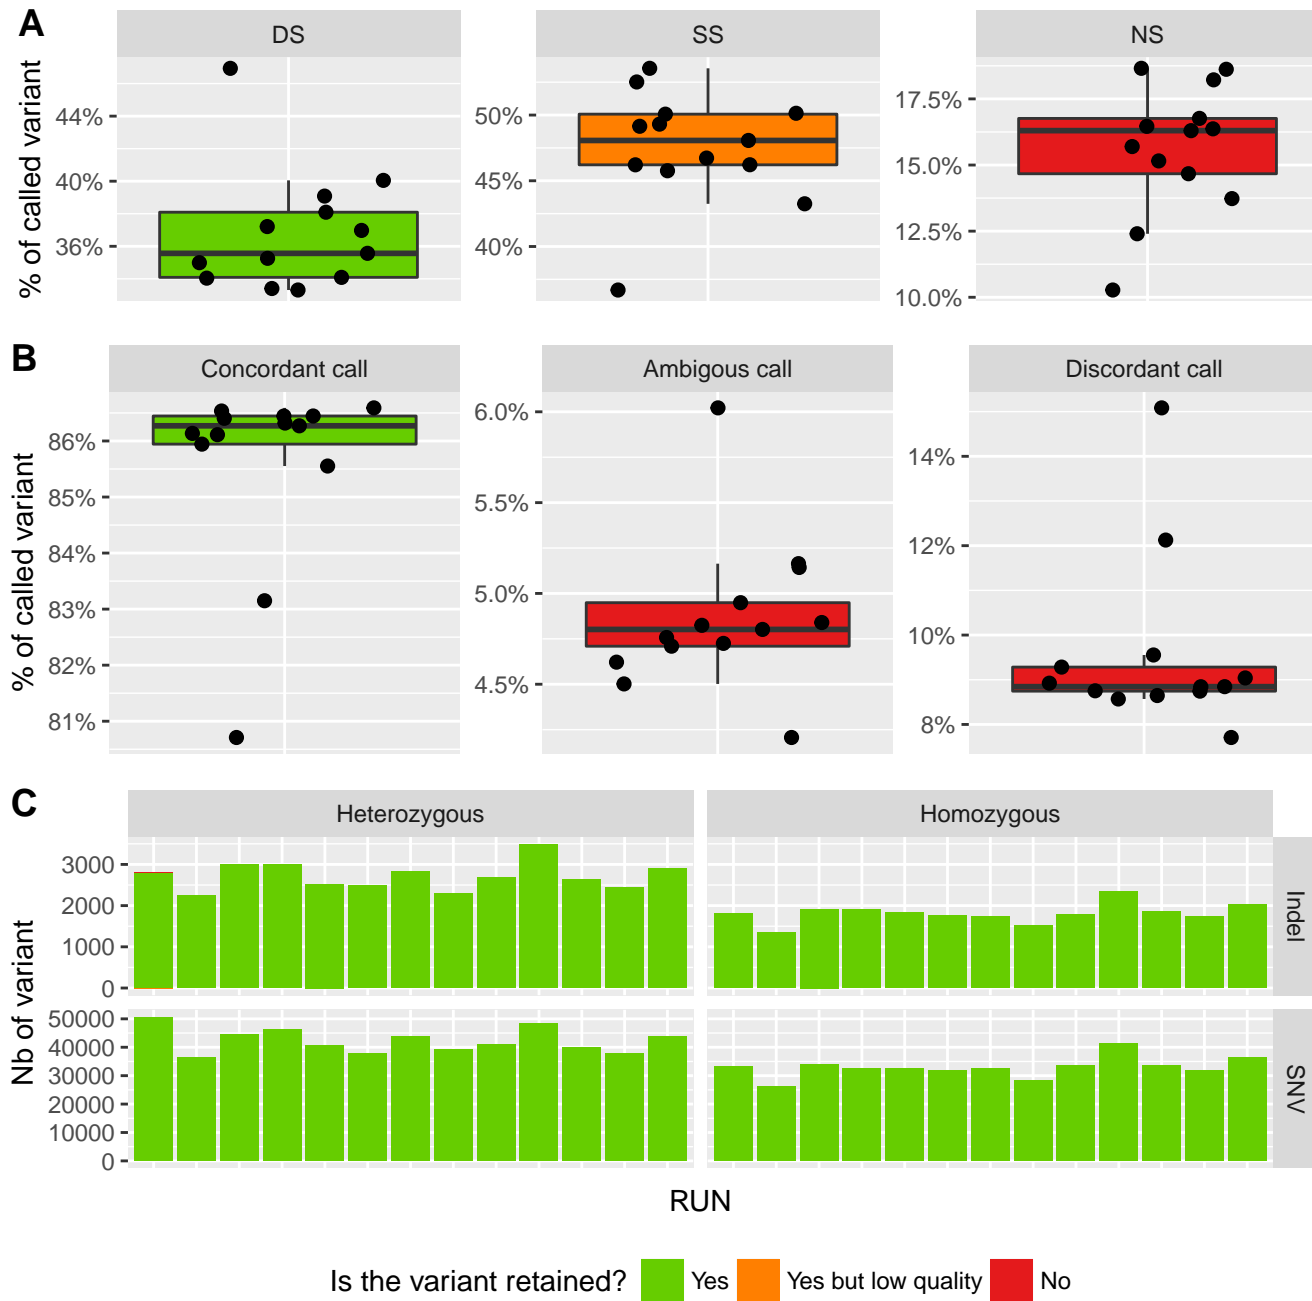 A
DS
SS
NS
% of called variant
44%
40%
36%
50%
45%
40%
17.5%
15.0%
12.5%
10.0%
B
Concordant call
Ambigous call
Discordant call
% of called variant
86%
85%
84%
83%
82%
81%
6.0%
5.5%
5.0%
4.5%
14%
12%
10%
8%
C
Heterozygous
Homozygous
Nb of variant
3000
2000
1000
0
Indel
50000
40000
30000
20000
10000
0
SNV
RUN
Is the variant retained? Yes Yes but low quality No